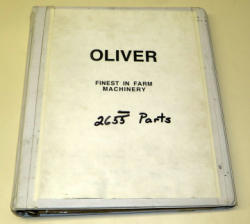 OLIVER
FINEST IN FARM
MACHINERY
2655 Parts